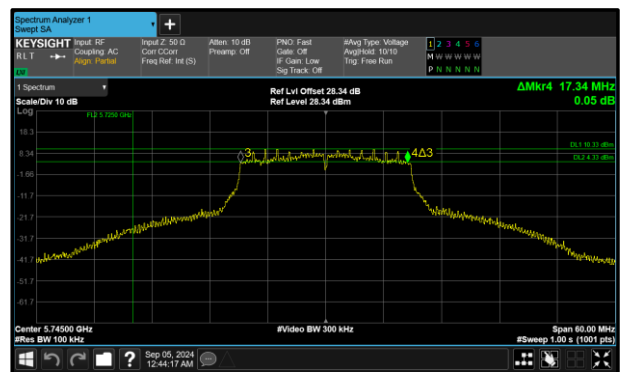 Spectrum Analyzer 1
Swept SA
+
KEYSIGHT
RLT
Input: RF
Coupling: AC
Align: Partial
Input Z: 50 Ω
Corr CCorr
Freq Ref: Int (S)
Atten: 10 dB
Preamp: Off
PNO: Fast
Gate: Off
IF Gain: Low
Sig Track: Off
#Avg Type: Voltage
Avg|Hold: 10/10
Trig: Free Run
1 2 3 4 5 6
M W W W W W
P N N N N N
1 Spectrum
Scale/Div 10 dB
Log
Ref Lvl Offset 28.34 dB
Ref Level 28.34 dBm
ΔMkr4 17.34 MHz
0.05 dB
FL2 5.7250 GHz
18.3
DL1 10.33 dBm
8.34
3
4Δ3
DL2 4.33 dBm
-1.66
-11.7
-21.7
-31.7
-41.7
-51.7
-61.7
Center 5.74500 GHz
#Video BW 300 kHz
Span 60.00 MHz
#Res BW 100 kHz
#Sweep 1.00 s (1001 pts)
?
Sep 05, 2024
12:44:17 AM